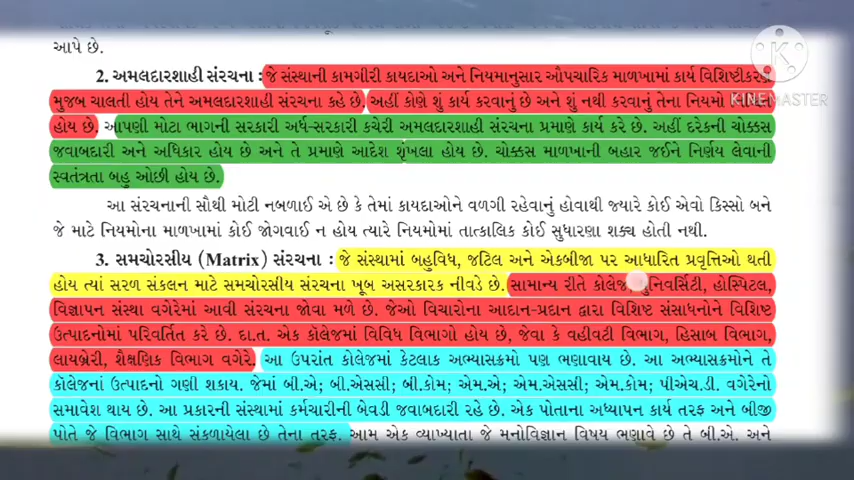 આપે છે.
2. અમલદારશાહી સંરચના : જે સંસ્થાની કામગીરી કાયદાઓ અને નિયમાનુસાર ઔપચારિક માળખામાં કાર્ય વિશિષ્ટીકરણ
મુજબ ચાલતી હોય તેને અમલદારશાહી સંરચના કહે છે. અહીં કોણે શું કાર્ય કરવાનું છે અને શું નથી કરવાનું તેના નિયમો
હોય છે. આપણી મોટા ભાગની સરકારી અર્ધ-સરકારી કચેરી અમલદારશાહી સંરચના પ્રમાણે કાર્ય કરે છે. અહીં દરેકની ચોક્કસ
જવાબદારી અને અધિકાર હોય છે અને તે પ્રમાણે આદેશ શૃંખલા હોય છે. ચોક્કસ માળખાની બહાર જઈને નિર્ણય લેવાની
સ્વતંત્રતા બહુ ઓછી હોય છે.
આ સંરચનાની સૌથી મોટી નબળાઈ એ છે કે તેમાં કાયદાઓને વળગી રહેવાનું હોવાથી જ્યારે કોઈ એવો કિસ્સો બને
કે જે માટે નિયમોના માળખામાં કોઈ જોગવાઈ ન હોય ત્યારે નિયમોમાં તાત્કાલિક કોઈ સુધારણા શક્ય હોતી નથી.
3. સમચોરસીય (Matrix) સંરચના : જે સંસ્થામાં બહુવિધ, જટિલ અને એકબીજા પર આધારિત પ્રવૃત્તિઓ થતી
હોય ત્યાં સરળ સંકલન માટે સમચોરસીય સંરચના ખૂબ અસરકારક નીવડે છે. સામાન્ય રીતે કોલેજ, યુનિવર્સિટી, હોસ્પિટલ,
વિજ્ઞાપન સંસ્થા વગેરેમાં આવી સંરચના જોવા મળે છે. જેઓ વિચારોના આદાન-પ્રદાન દ્વારા વિશિષ્ટ સંસાધનોને વિશિષ્ટ
ઉત્પાદનોમાં પરિવર્તિત કરે છે. દા.ત. એક કૉલેજમાં વિવિધ વિભાગો હોય છે, જેવા કે વહીવટી વિભાગ, હિસાબ વિભાગ,
લાયબ્રેરી, શૈક્ષણિક વિભાગ વગેરે. આ ઉપરાંત કોલેજમાં કેટલાક અભ્યાસક્રમો પણ ભણાવાય છે. આ અભ્યાસક્રમોને તે
કૉલેજનાં ઉત્પાદનો ગણી શકાય. જેમાં બી.એ; બી.એસસી; બી.કોમ; એમ.એ; એમ.એસસી; એમ.કોમ; પીએચ.ડી. વગેરેનો
સમાવેશ થાય છે. આ પ્રકારની સંસ્થામાં કર્મચારીની બેવડી જવાબદારી રહે છે. એક પોતાના અધ્યાપન કાર્ય તરફ અને બીજી
પોતે જે વિભાગ સાથે સંકળાયેલા છે તેના તરફ. આમ એક વ્યાખ્યાતા જે મનોવિજ્ઞાન વિષય ભણાવે છે તે બી.એ. અને
KINEMASTER